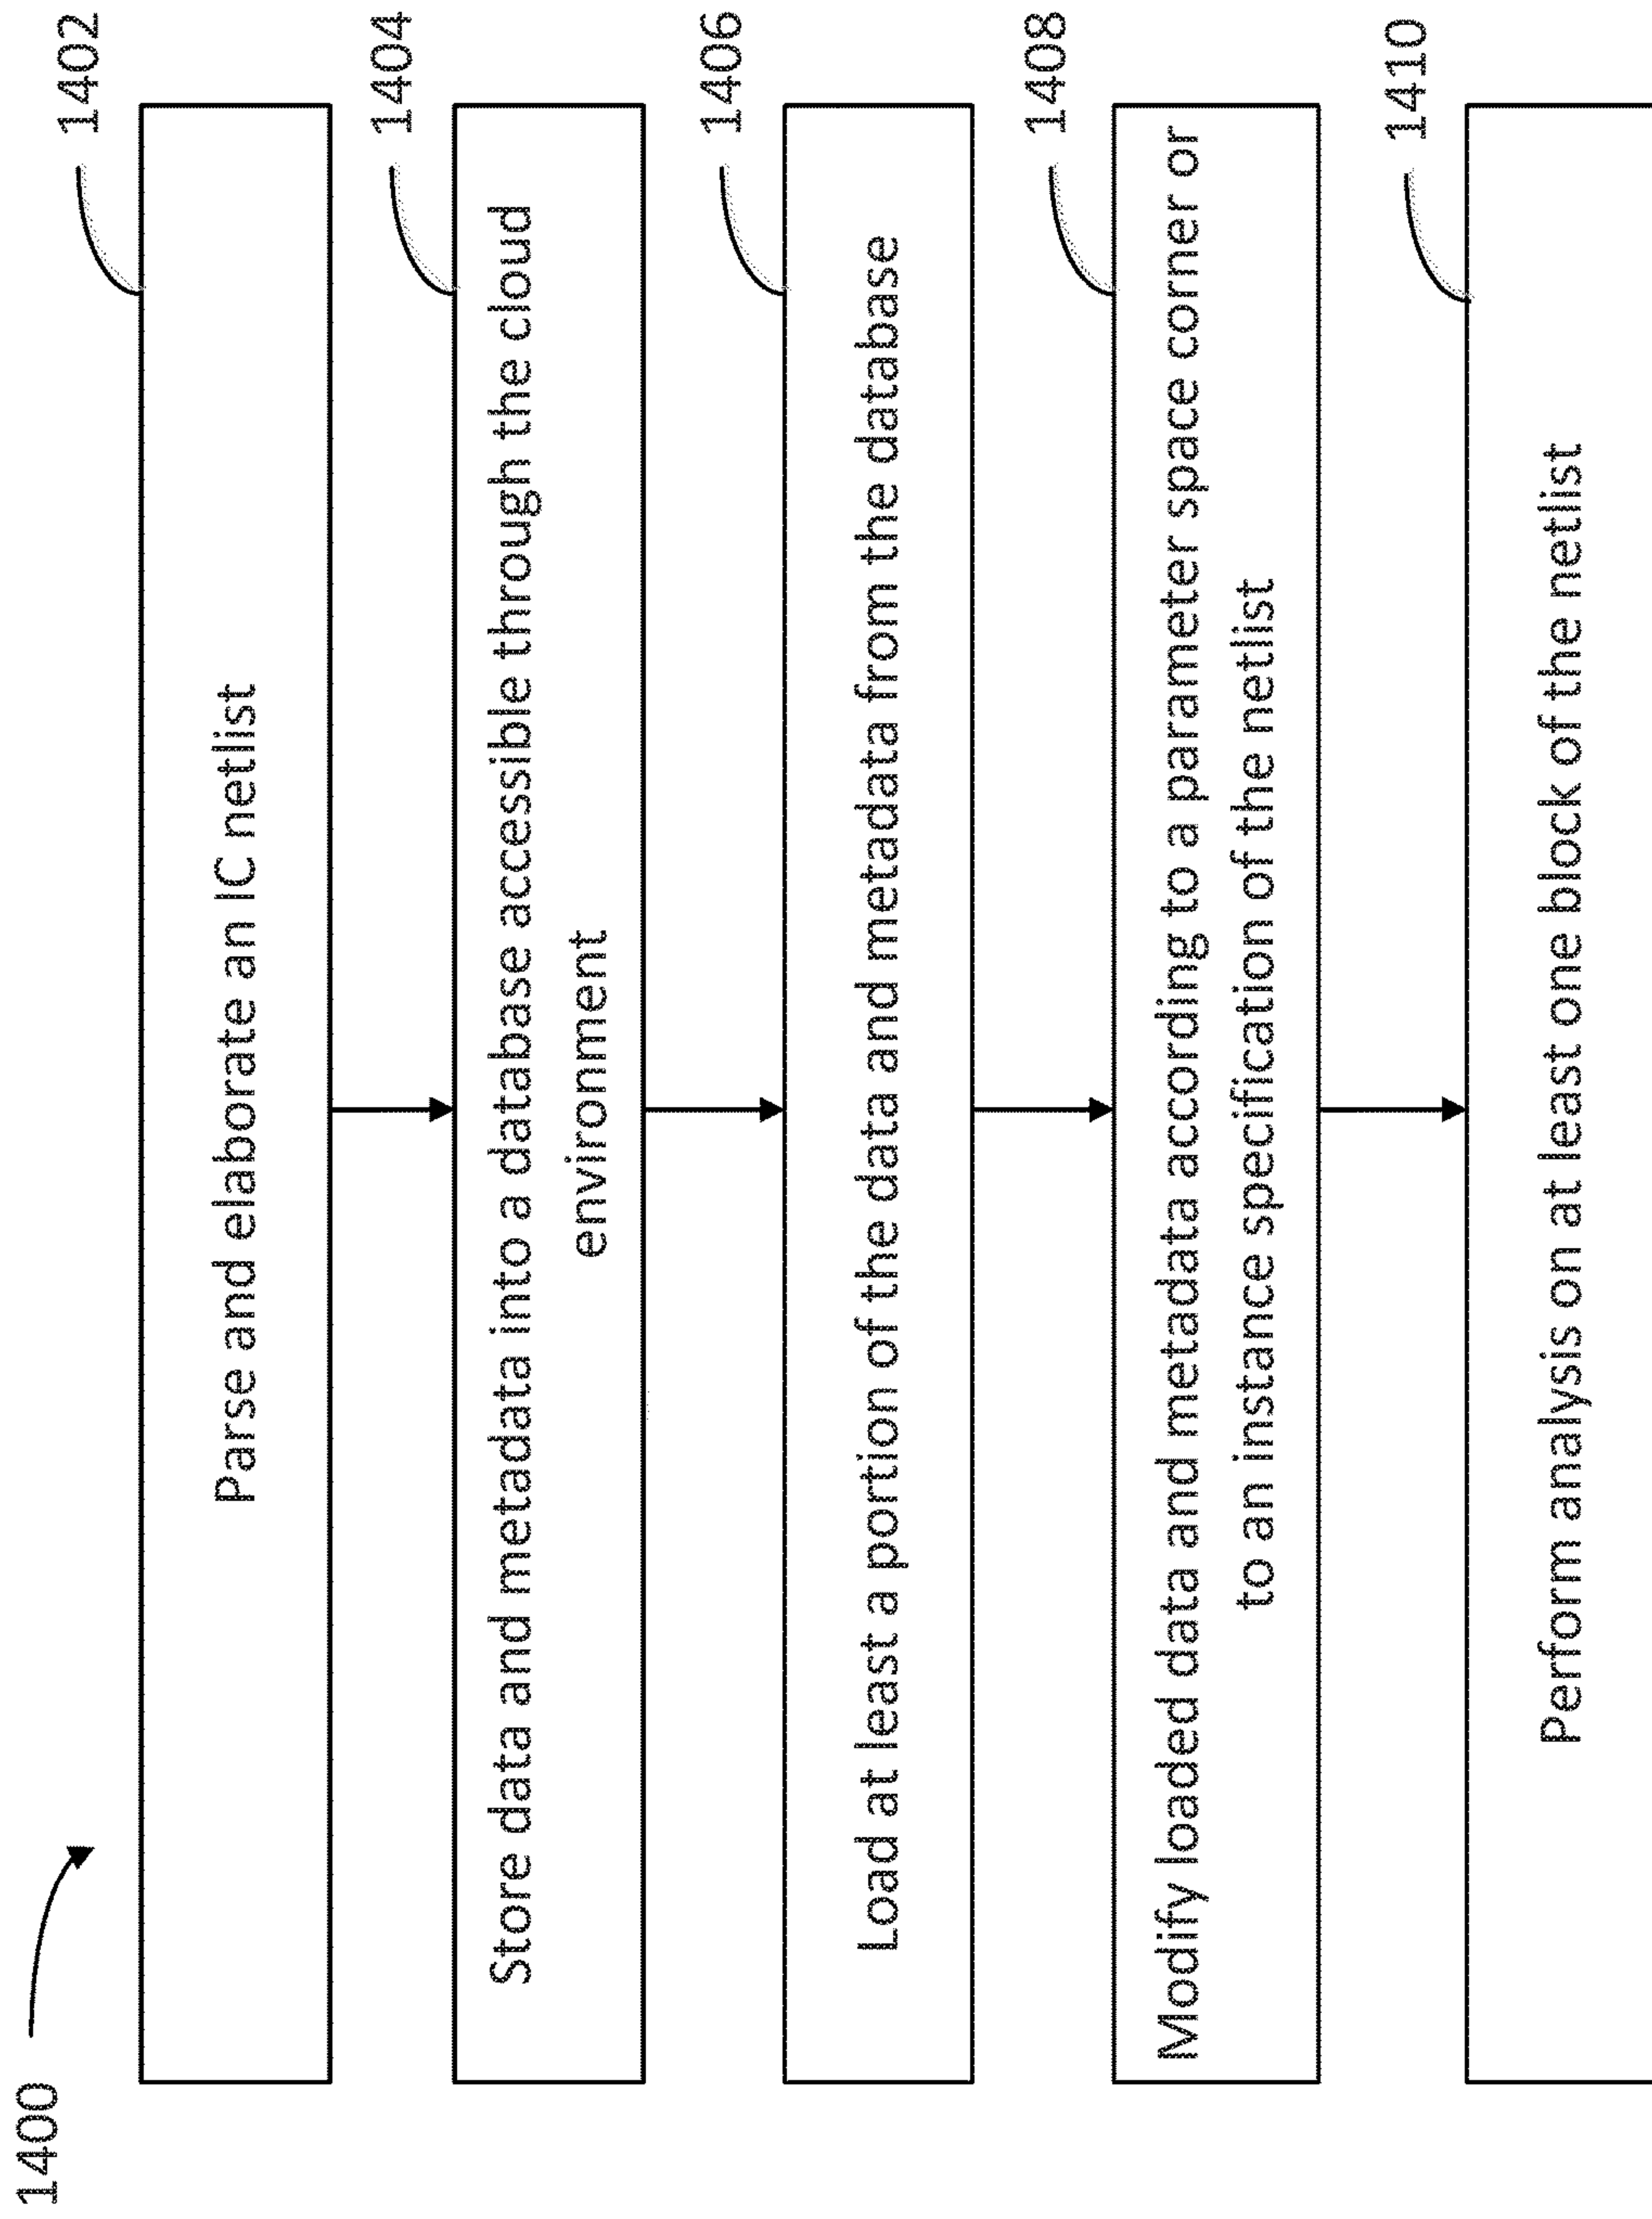 1400
1402
Parse and elaborate an IC netlist
1404
Store data and metadata into a database accessible through the cloud
environment
1406
Load at least a portion of the data and metadata from the database
1408
Modify loaded data and metadata according to a parameter space corner or
to an instance specification of the netlist
1410
Perform analysis on at least one block of the netlist